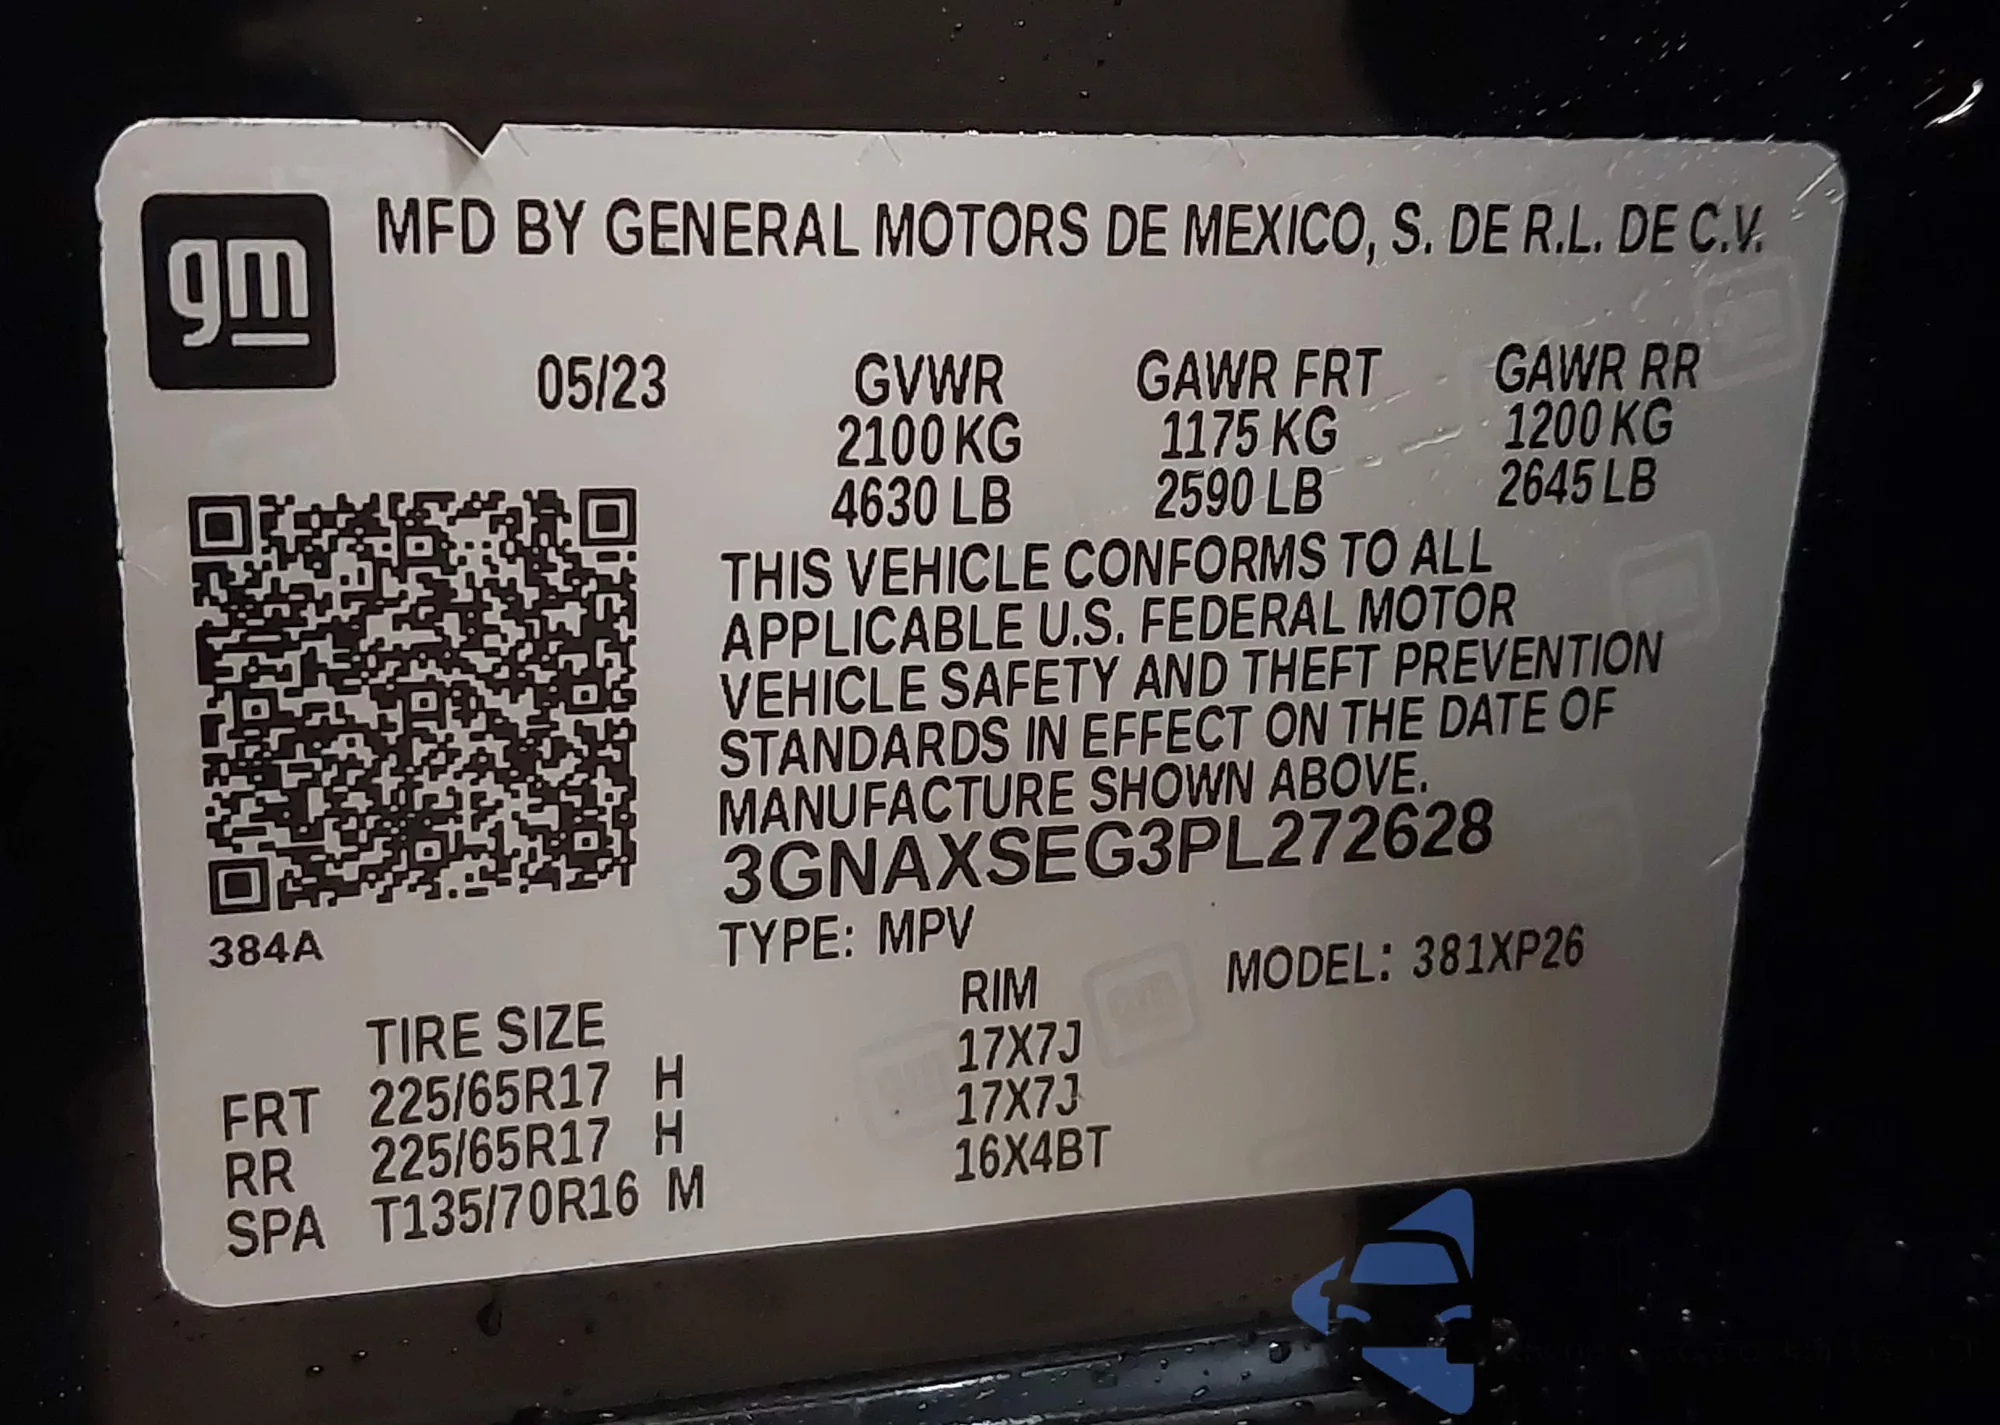 gm
MFD BY GENERAL MOTORS DE MEXICO, S. DE R.L. DE C.V.
05/23 GVWR GAWR FRT GAWR RR
2100 KG 1175 KG 1200 KG
4630 LB 2590 LB 2645 LB
THIS VEHICLE CONFORMS TO ALL
APPLICABLE U.S. FEDERAL MOTOR
VEHICLE SAFETY AND THEFT PREVENTION
STANDARDS IN EFFECT ON THE DATE OF
MANUFACTURE SHOWN ABOVE.
3GNAXSEG3PL272628
384A
TYPE: MPV MODEL: 381XP26
TIRE SIZE RIM
FRT 225/65R17 H 17X7J
RR 225/65R17 H 17X7J
SPA T135/70R16 M 16X4BT